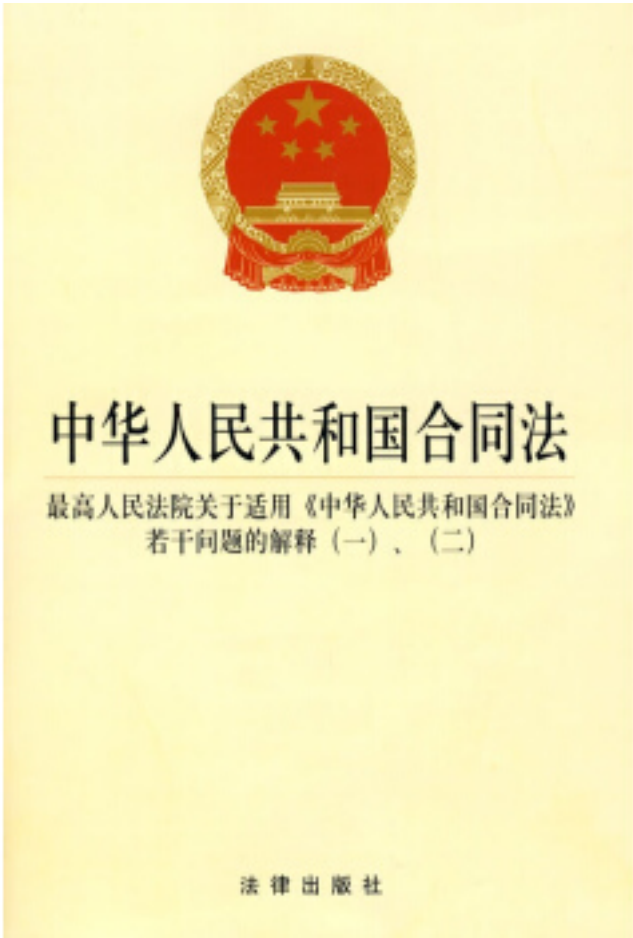 中华人民共和国合同法
最高人民法院关于适用《中华人民共和国合同法》
若干问题的解释(一)、(二)
法律出版社